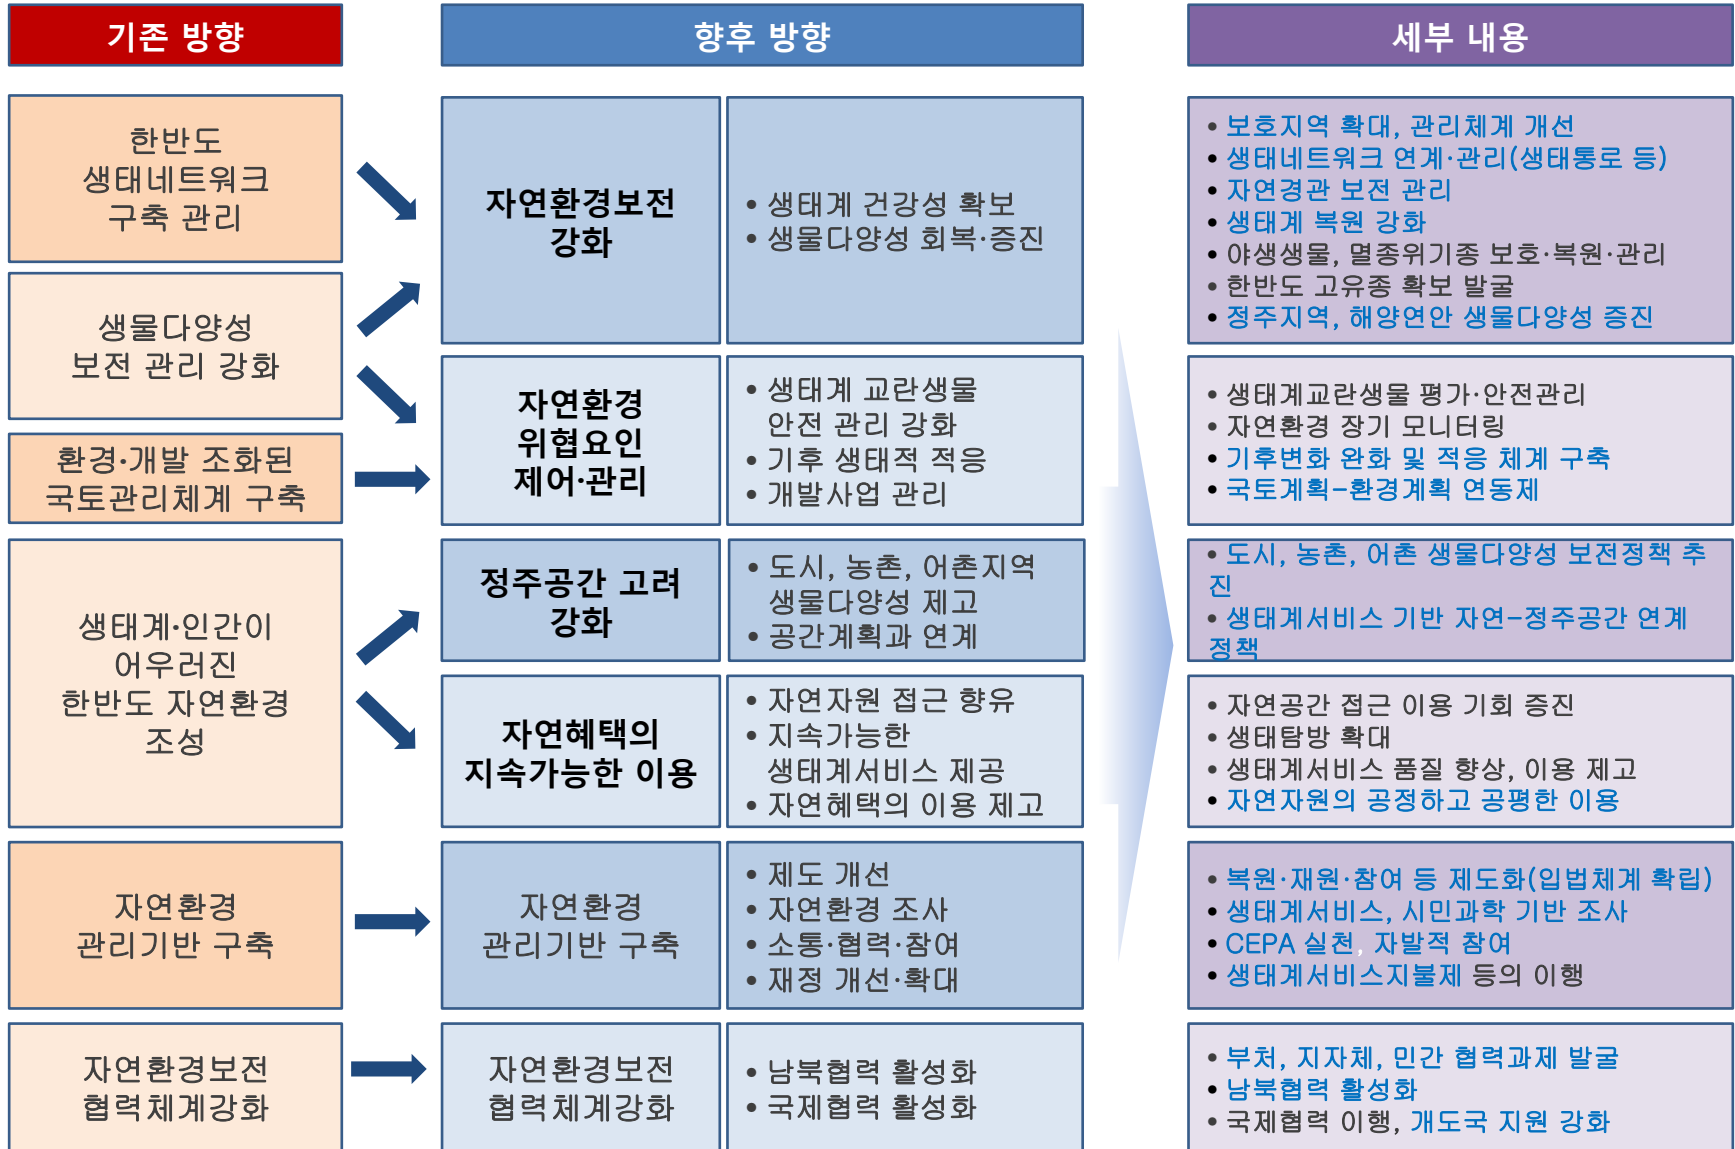 기존 방향
향후 방향
세부 내용
한반도
생태네트워크
구축 관리
생물다양성
보전 관리 강화
환경·개발 조화된
국토관리체계 구축
생태계·인간이
어우러진
한반도 자연환경
조성
자연환경
관리기반 구축
자연환경보전
협력체계강화
자연환경보전
강화
• 생태계 건강성 확보
• 생물다양성 회복·증진
자연환경
위협요인
제어·관리
• 생태계 교란생물
안전 관리 강화
• 기후 생태적 적응
• 개발사업 관리
정주공간 고려
강화
• 도시, 농촌, 어촌지역
생물다양성 제고
• 공간계획과 연계
자연혜택의
지속가능한 이용
• 자연자원 접근 향유
• 지속가능한
생태계서비스 제공
• 자연혜택의 이용 제고
자연환경
관리기반 구축
• 제도 개선
• 자연환경 조사
• 소통·협력·참여
• 재정 개선·확대
자연환경보전
협력체계강화
• 남북협력 활성화
• 국제협력 활성화
• 보호지역 확대, 관리체계 개선
• 생태네트워크 연계·관리(생태통로 등)
• 자연경관 보전 관리
• 생태계 복원 강화
• 야생생물, 멸종위기종 보호·복원·관리
• 한반도 고유종 확보 발굴
• 정주지역, 해양연안 생물다양성 증진
• 생태계교란생물 평가·안전관리
• 자연환경 장기 모니터링
• 기후변화 완화 및 적응 체계 구축
• 국토계획-환경계획 연동제
• 도시, 농촌, 어촌 생물다양성 보전정책 추
진
• 생태계서비스 기반 자연-정주공간 연계
정책
• 자연공간 접근 이용 기회 증진
• 생태탐방 확대
• 생태계서비스 품질 향상, 이용 제고
• 자연자원의 공정하고 공평한 이용
• 복원·재원·참여 등 제도화(입법체계 확립)
• 생태계서비스, 시민과학 기반 조사
• CEPA 실천, 자발적 참여
• 생태계서비스지불제 등의 이행
• 부처, 지자체, 민간 협력과제 발굴
• 남북협력 활성화
• 국제협력 이행, 개도국 지원 강화